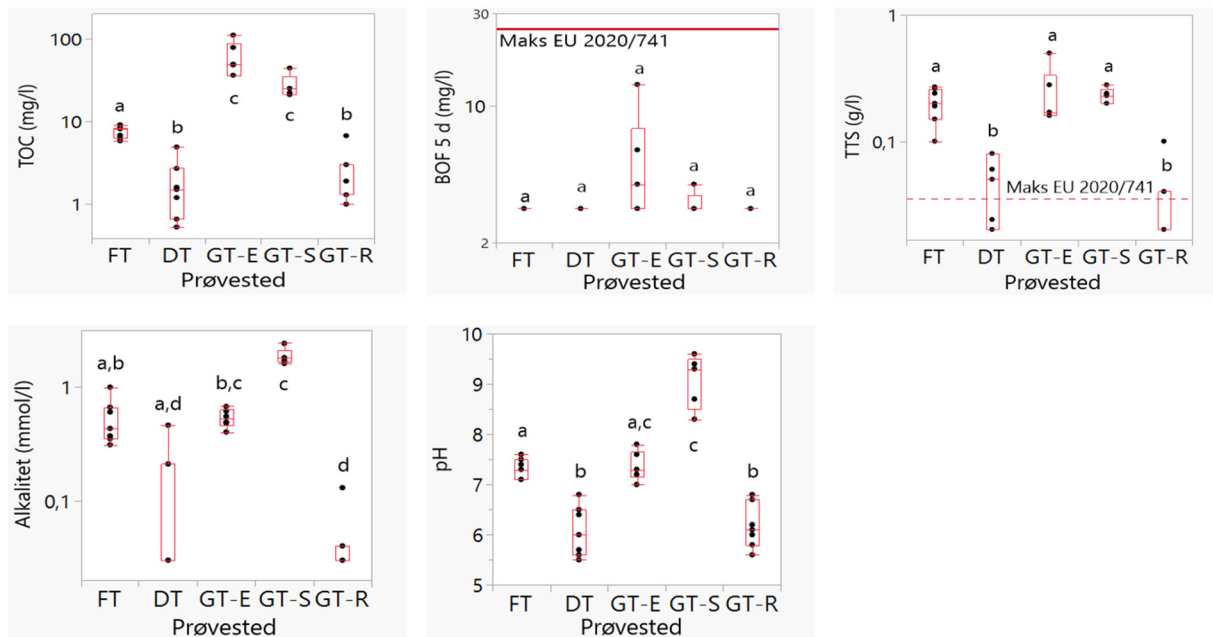 TOC (mg/l)
100
10
1
a
b
c
c
b
FT DT GT-E GT-S GT-R
Prøvested
BOF 5 d (mg/l)
30
10
2
Maks EU 2020/741
a
a
a
a
a
FT DT GT-E GT-S GT-R
Prøvested
TTS (g/l)
1
0,1
a
b
a
a
b
Maks EU 2020/741
FT DT GT-E GT-S GT-R
Prøvested
Alkalitet (mmol/l)
1
0,1
a,b
a,d
b,c
c
d
FT DT GT-E GT-S GT-R
Prøvested
pH
10
9
8
7
6
5
a
b
a,c
c
b
FT DT GT-E GT-S GT-R
Prøvested